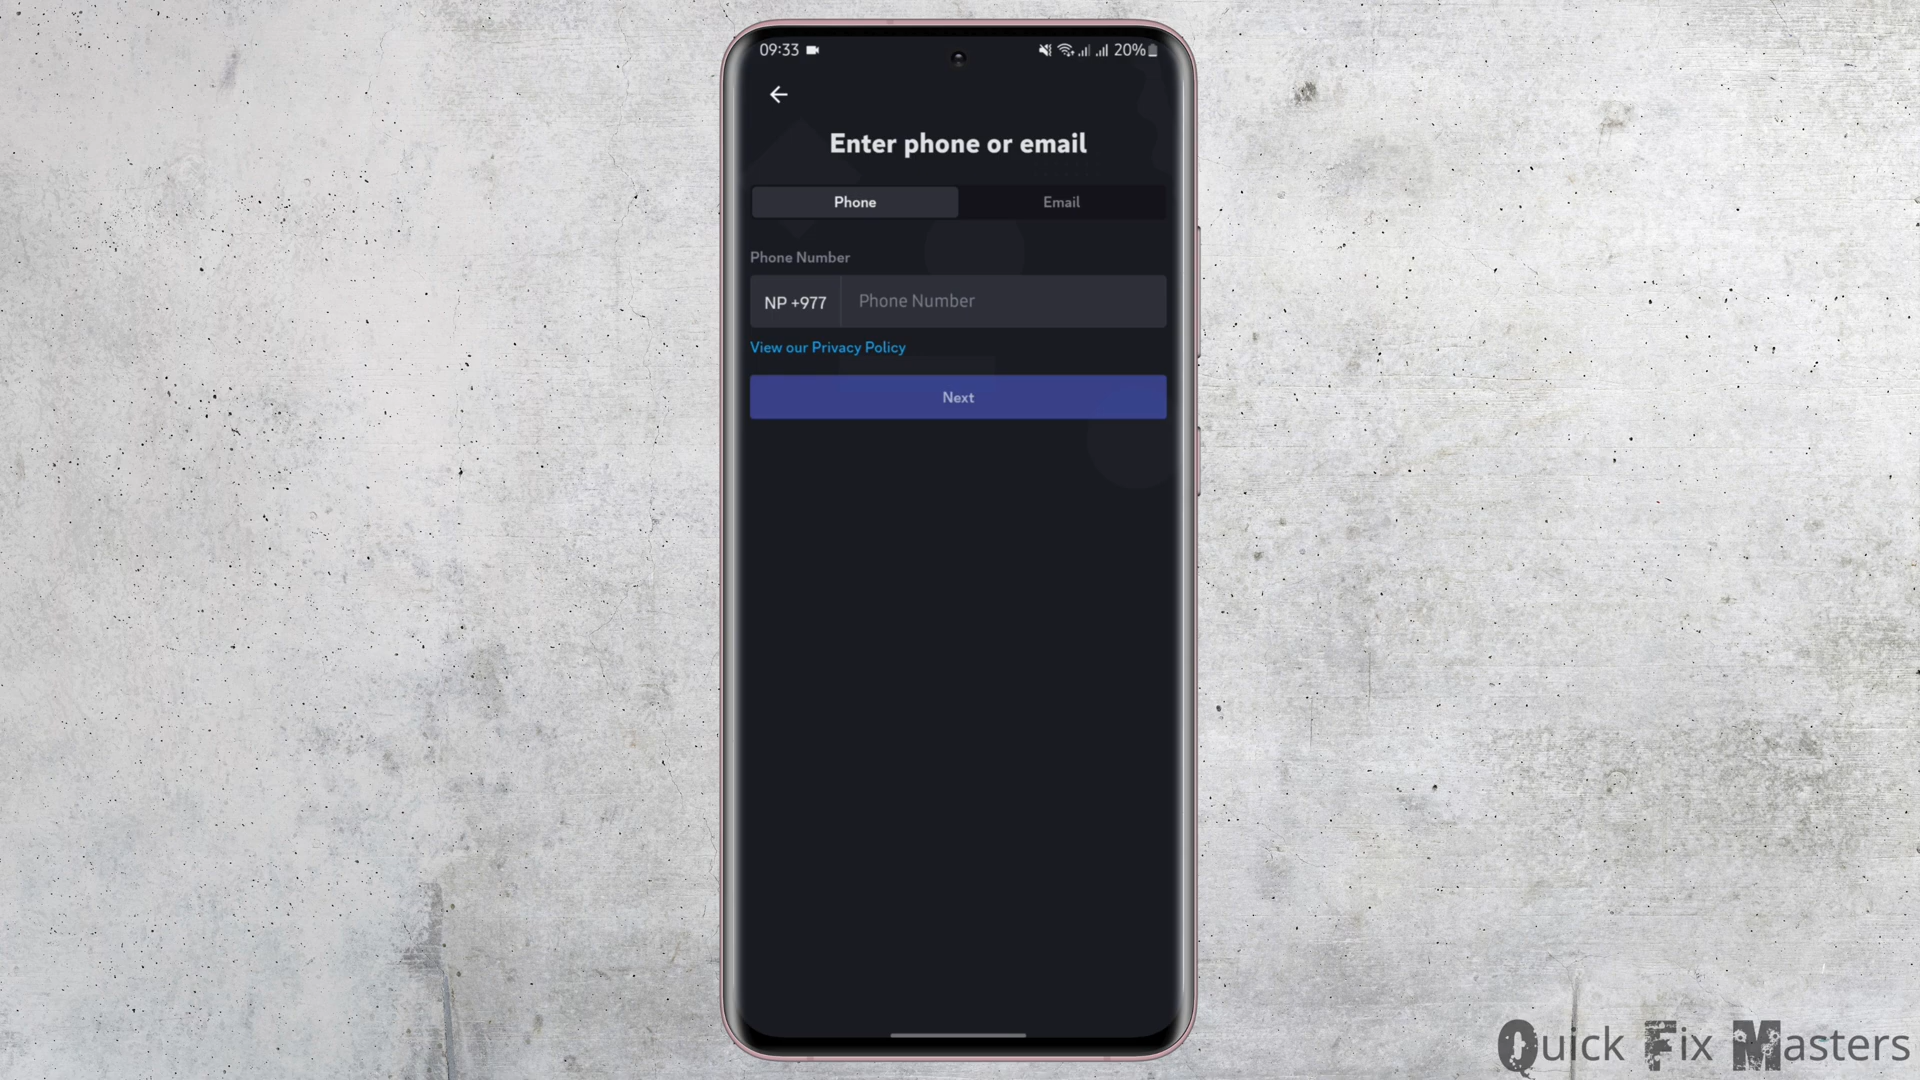 09:33
20%
Enter phone or email
Phone
Email
Phone Number
NP +977
Phone Number
View our Privacy Policy
Next
Quick Fix Masters